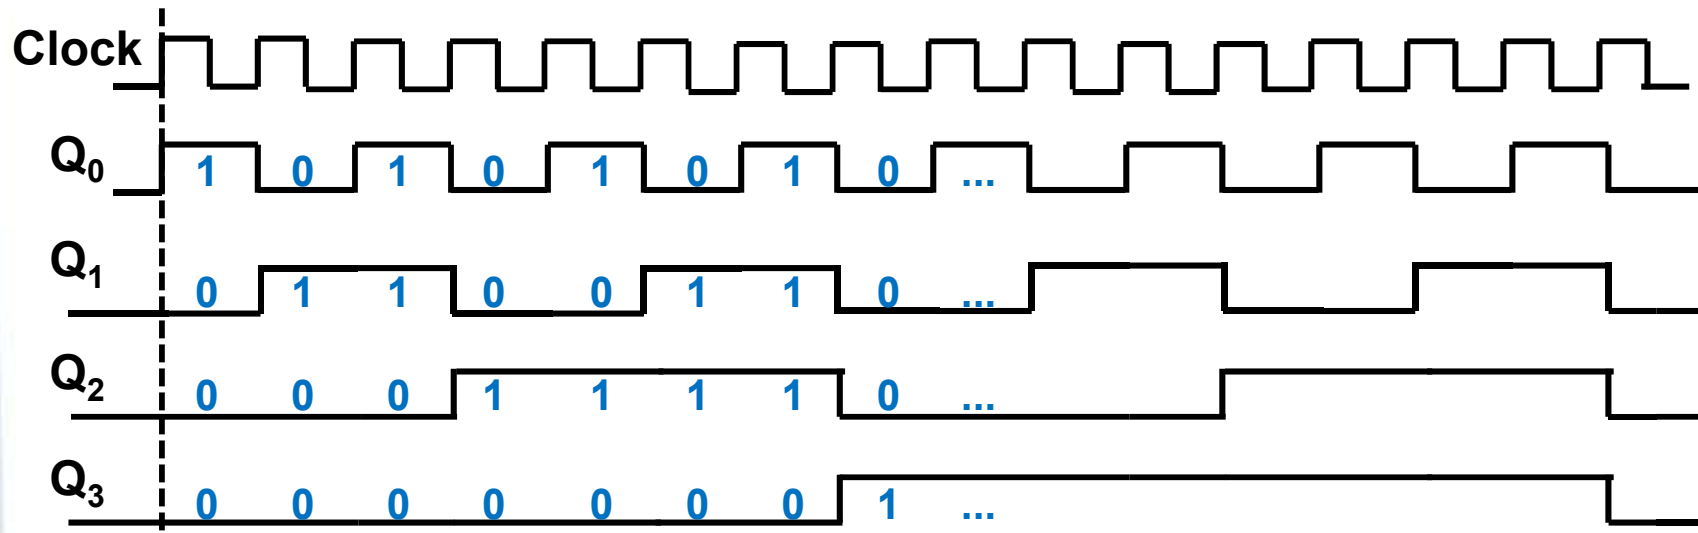 Clock
Q₀ 1 0 1 0 1 0 1 0 ...
Q₁ 0 1 1 0 0 1 1 0 ...
Q₂ 0 0 0 1 1 1 1 0 ...
Q₃ 0 0 0 0 0 0 0 1 ...